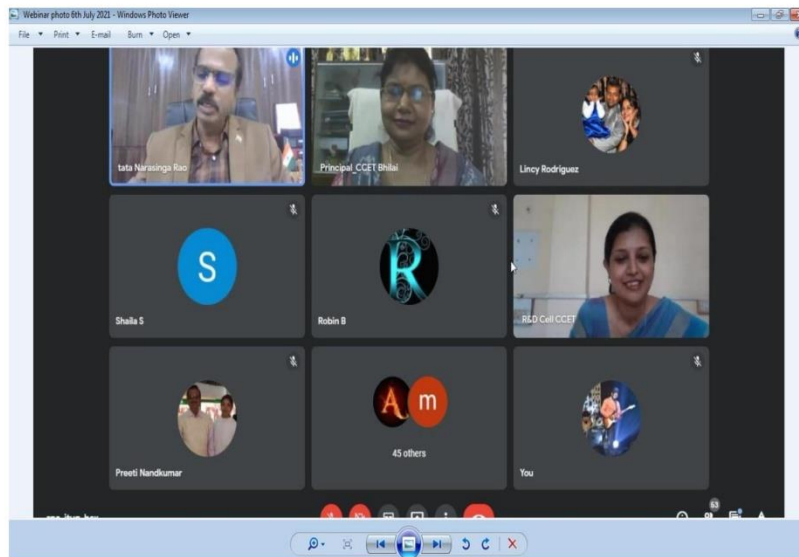 Webinar photo 6th July 2021 - Windows Photo Viewer
File Print E-mail Burn Open
tata Narasinga Rao
Principal_CCET Bhilai
Lincy Rodriguez
S
Shaila S
R
Robin B
R&D Cell CCET
Preeti Nandkumar
A m
45 others
You
53